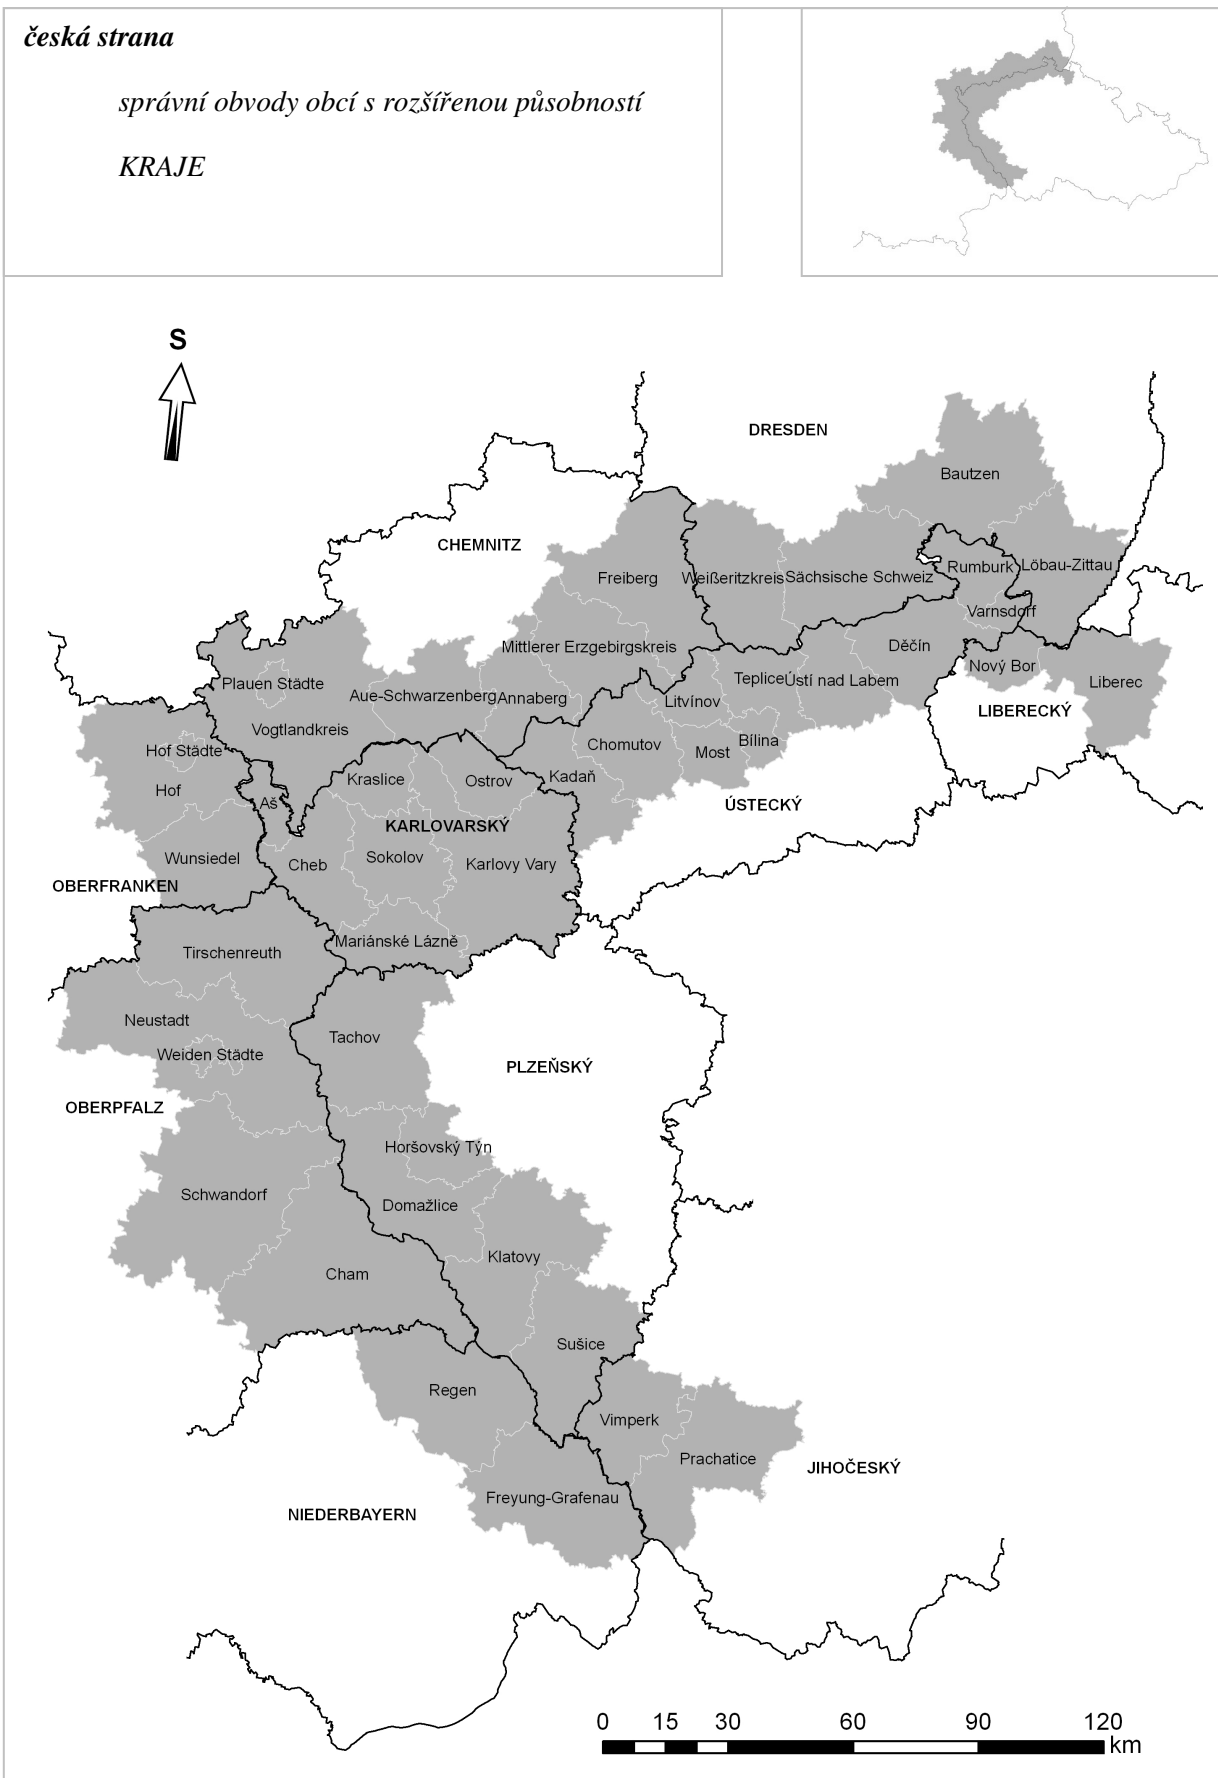 česká strana
správní obvody obcí s rozšířenou působností
KRAJE
S
DRESDEN
Bautzen
CHEMNITZ
Freiberg
Weißeritzkreis
Sächsische Schweiz
Rumburk
Löbau-Zittau
Varnsdorf
Mittlerer Erzgebirgskreis
Děčín
Nový Bor
Liberec
Plauen Städte
Aue-Schwarzenberg
Annaberg
Litvínov
Teplice
Ústí nad Labem
LIBERECKÝ
Vogtlandkreis
Hof Städte
Chomutov
Most
Bílina
Hof
Aš
Kraslice
Ostrov
Kadaň
ÚSTECKÝ
KARLOVARSKÝ
Wunsiedel
Cheb
Sokolov
Karlovy Vary
OBERFRANKEN
Tirschenreuth
Mariánské Lázně
Neustadt
Tachov
Weiden Städte
PLZEŇSKÝ
OBERPFALZ
Horšovský Týn
Schwandorf
Domažlice
Klatovy
Cham
Sušice
Regen
Vimperk
Prachatice
JIHOČESKÝ
Freyung-Grafenau
NIEDERBAYERN
0 15 30 60 90 120
km